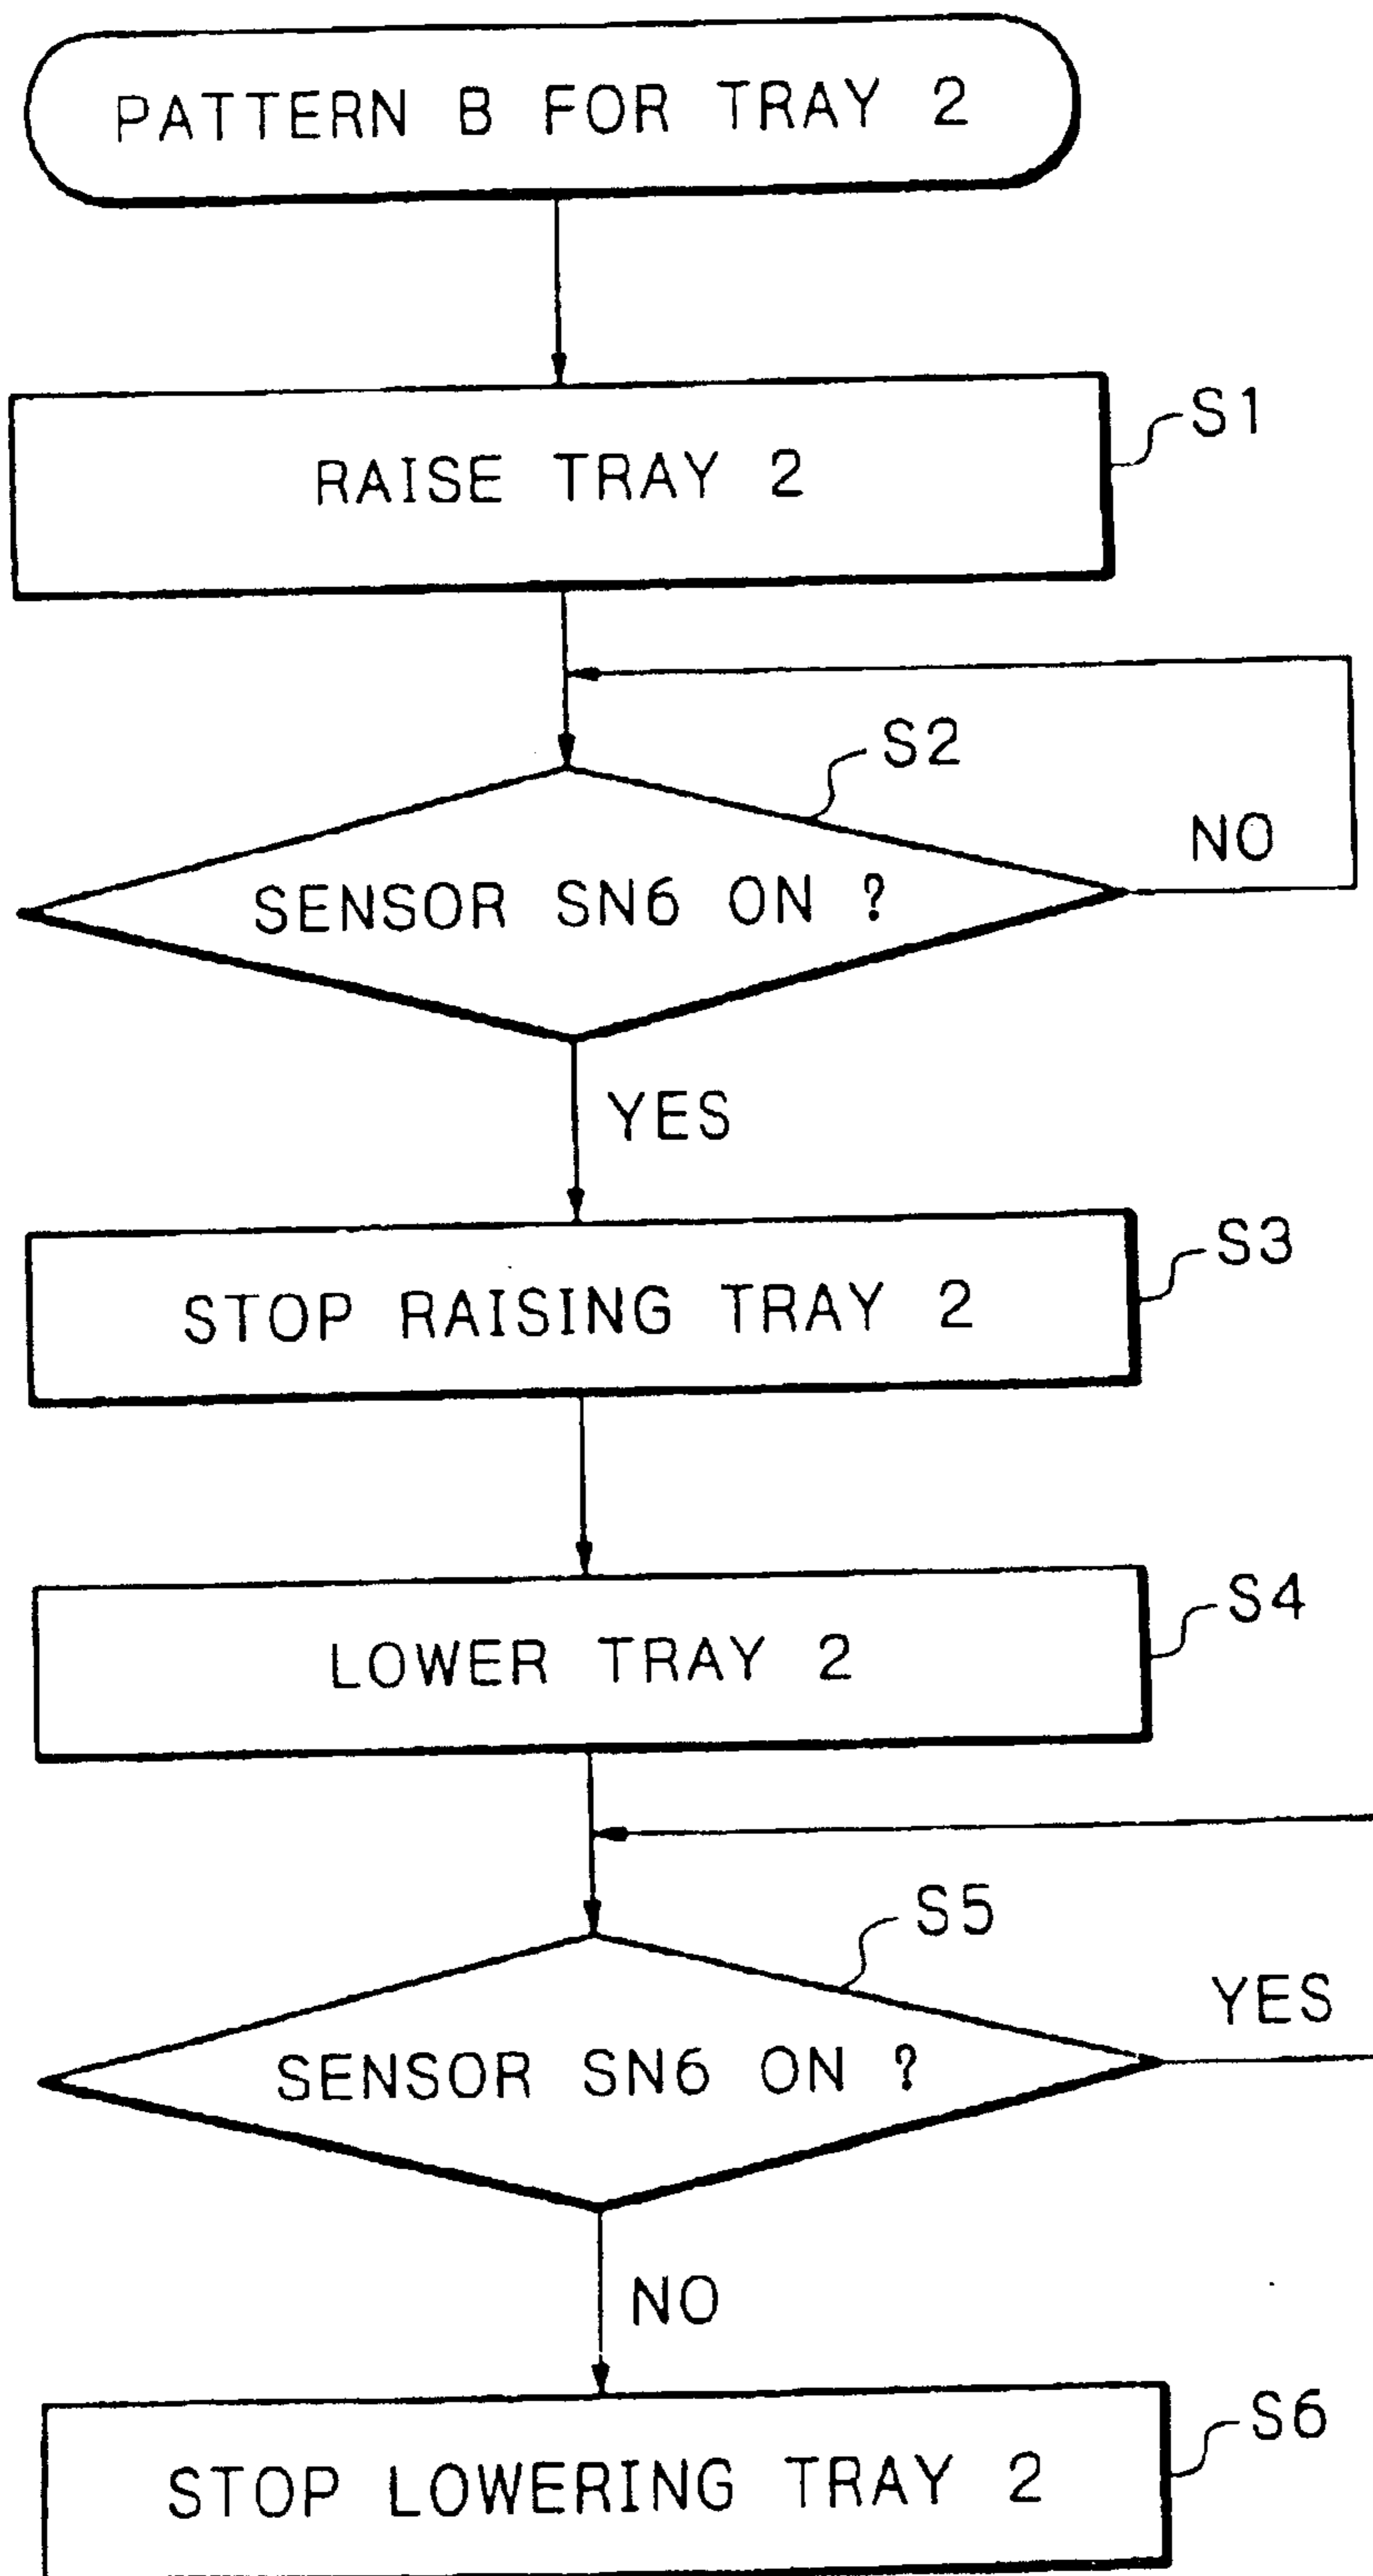 PATTERN B FOR TRAY 2
RAISE TRAY 2
S1
S2
NO
SENSOR SN6 ON ?
YES
S3
STOP RAISING TRAY 2
S4
LOWER TRAY 2
S5
YES
SENSOR SN6 ON ?
NO
S6
STOP LOWERING TRAY 2